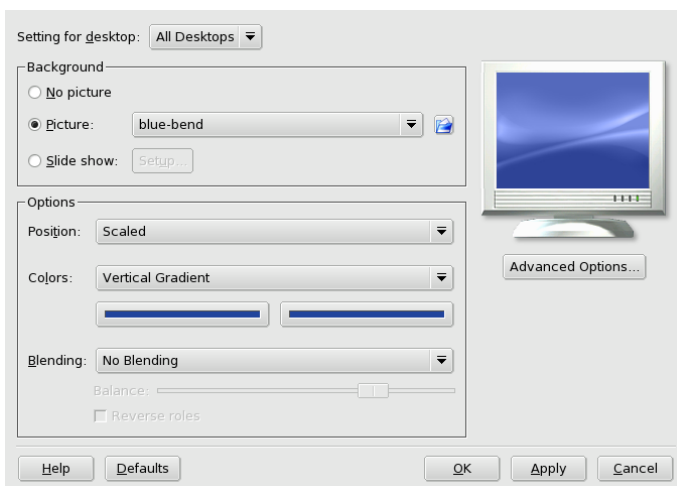 Setting for desktop: All Desktops
Background
No picture
Picture: blue-bend
Slide show: Setup...
Options
Position: Scaled
Colors: Vertical Gradient
Blending: No Blending
Balance:
Reverse roles
Advanced Options...
Help Defaults OK Apply Cancel